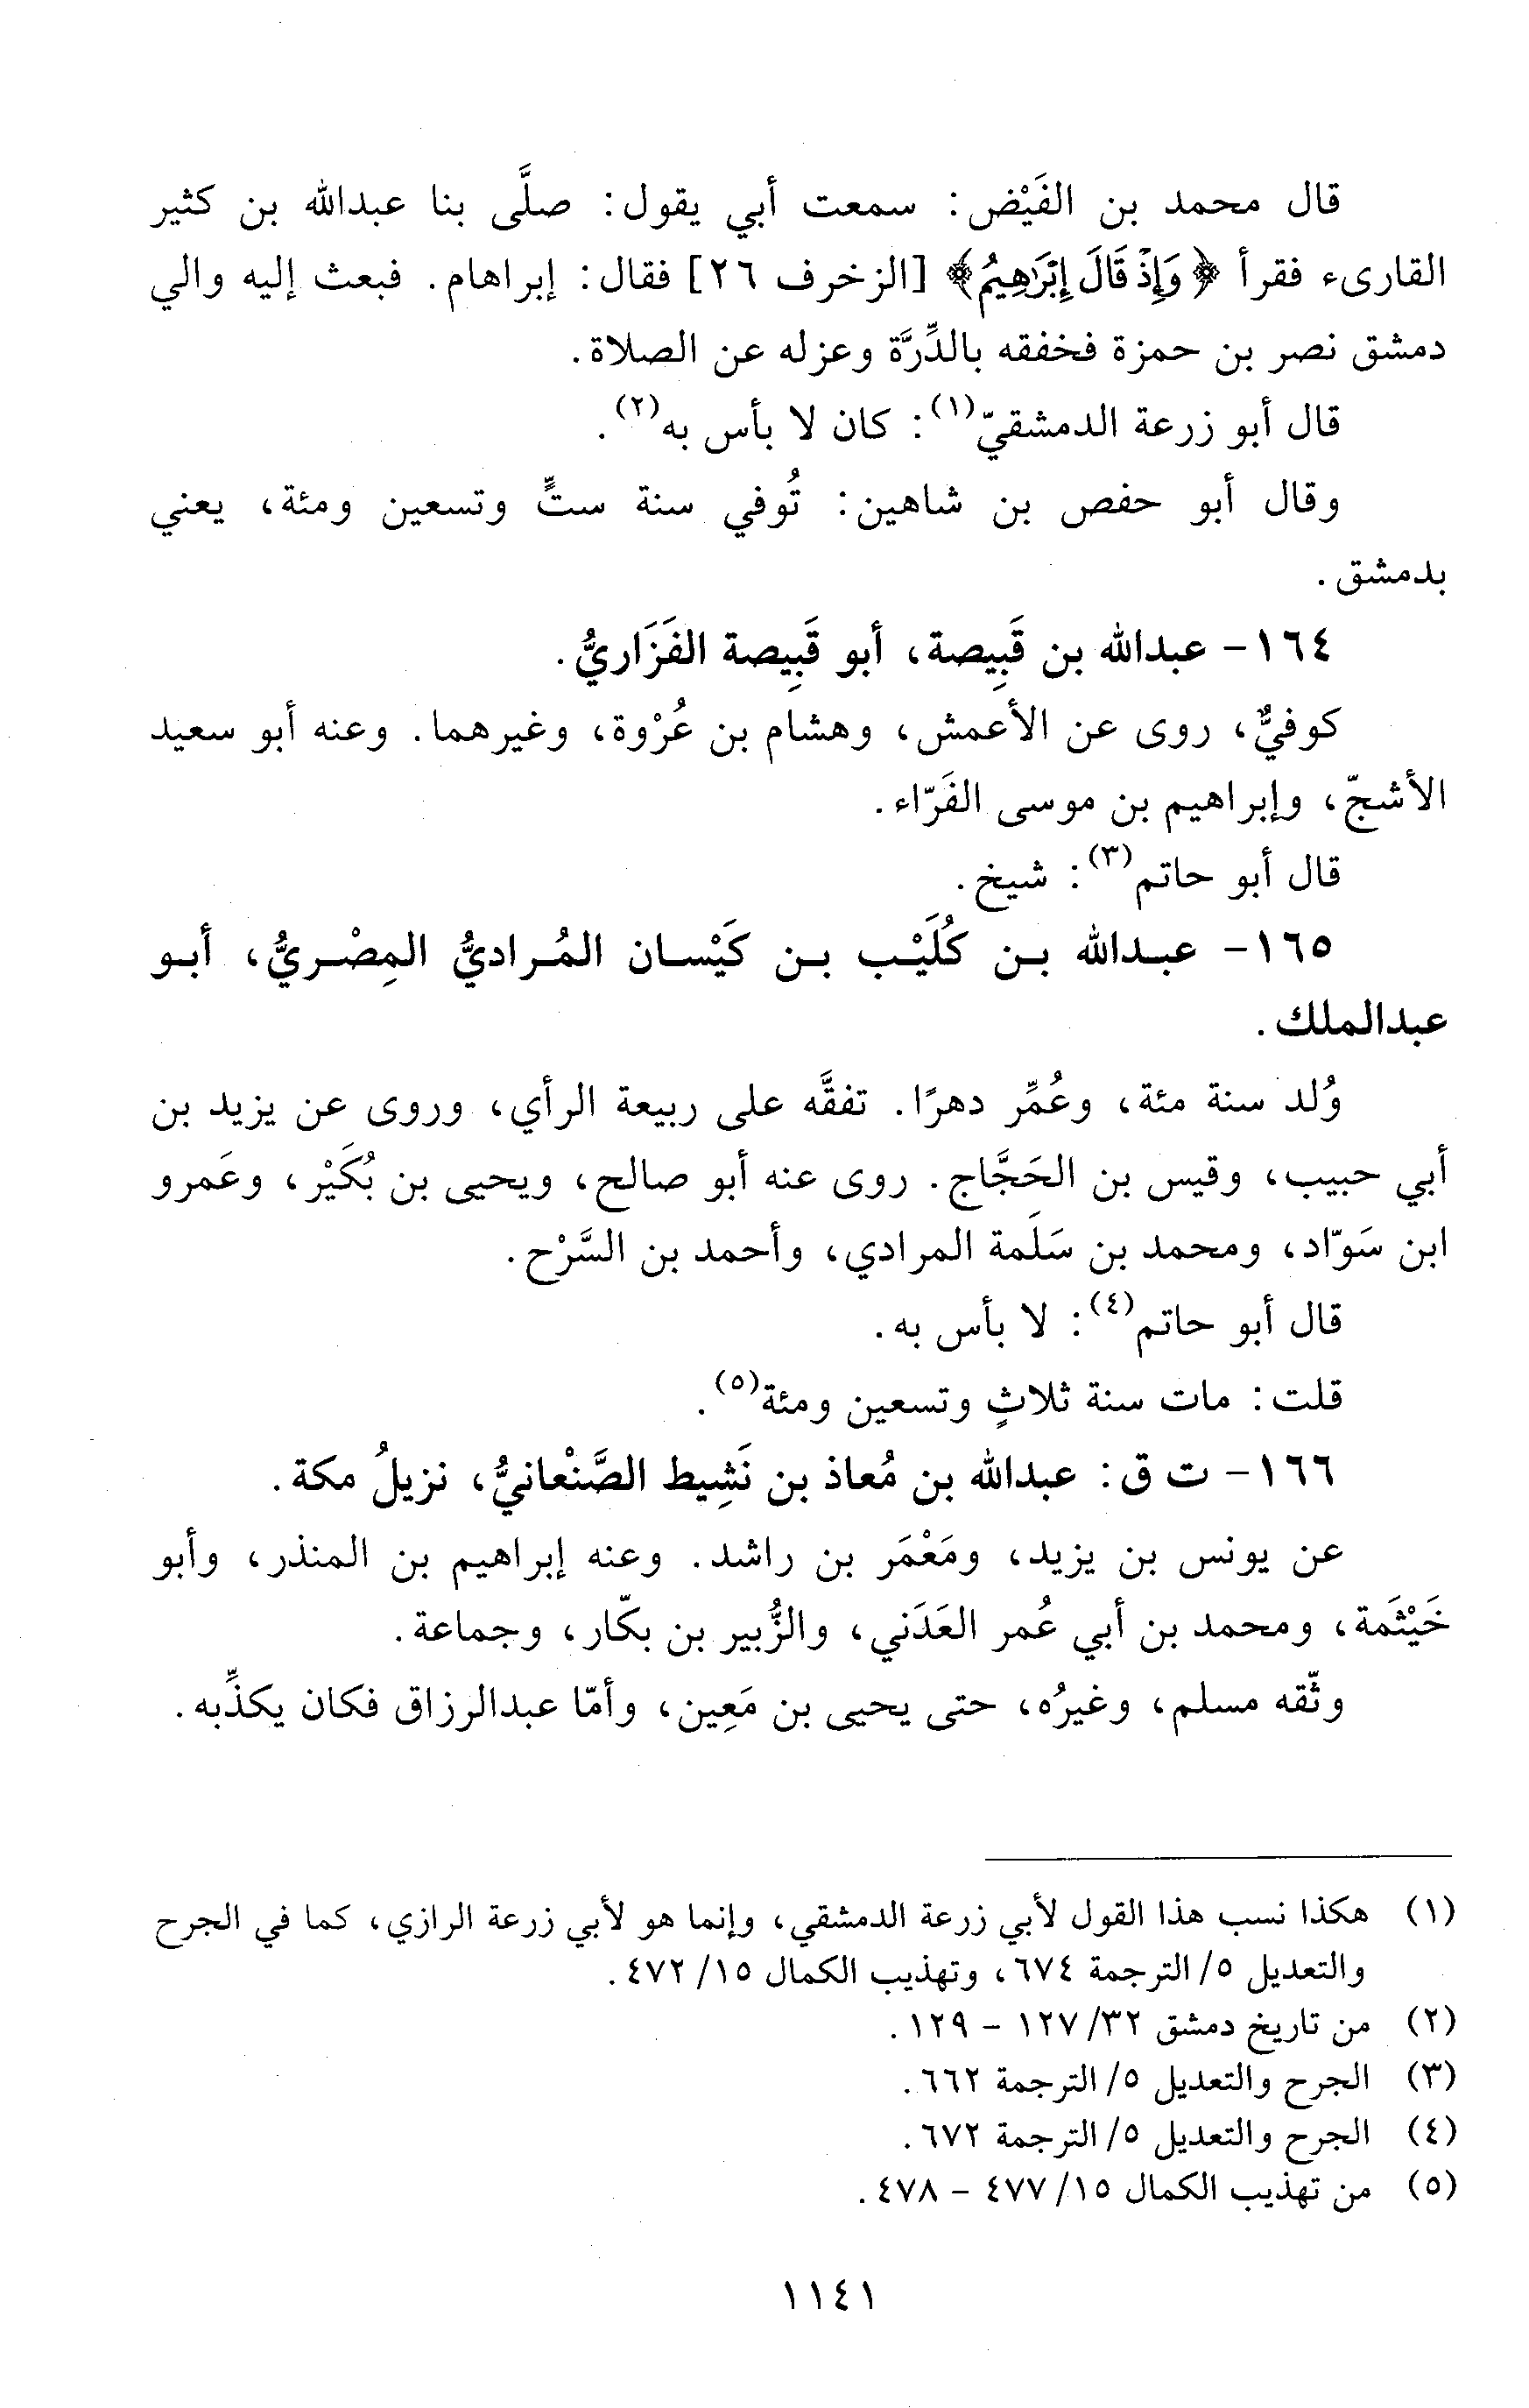 قال محمد بن الفَيْض: سمعت أبي يقول: صلَّى بنا عبدالله بن كثير
القارىء فقرأ ﴿وَإِذْ قَالَ إِبْرَٰهِيمُ﴾ [الزخرف ٢٦] فقال: إبراهام. فبعث إليه والي
دمشق نصر بن حمزة فخفقه بالدِّرَّة وعزله عن الصلاة.
قال أبو زرعة الدمشقيّ(١): كان لا بأس به(٢).
وقال أبو حفص بن شاهين: تُوفي سنة ستٍّ وتسعين ومئة، يعني
بدمشق.
١٦٤- عبدالله بن قَبِيصة، أبو قَبِيصة الفَزَاريُّ.
كوفيٌّ، روى عن الأعمش، وهشام بن عُرْوة، وغيرهما. وعنه أبو سعيد
الأشجّ، وإبراهيم بن موسى الفَرّاء.
قال أبو حاتم(٣): شيخ.
١٦٥- عبدالله بن كُلَيْب بن كَيْسان المُراديُّ المِصْريُّ، أبو
عبدالملك.
وُلد سنة مئة، وعُمِّر دهرًا. تفقَّه على ربيعة الرأي، وروى عن يزيد بن
أبي حبيب، وقيس بن الحَجَّاج. روى عنه أبو صالح، ويحيى بن بُكَيْر، وعَمرو
ابن سَوّاد، ومحمد بن سَلَمة المرادي، وأحمد بن السَّرْح.
قال أبو حاتم(٤): لا بأس به.
قلت: مات سنة ثلاثٍ وتسعين ومئة(٥).
١٦٦- ت ق: عبدالله بن مُعاذ بن نَشِيط الصَّنْعانيُّ، نزيلُ مكة.
عن يونس بن يزيد، ومَعْمَر بن راشد. وعنه إبراهيم بن المنذر، وأبو
خَيْثَمة، ومحمد بن أبي عُمر العَدَني، والزُّبير بن بكّار، وجماعة.
وثّقه مسلم، وغيرُه، حتى يحيى بن مَعِين، وأمّا عبدالرزاق فكان يكذِّبه.
(١) هكذا نسب هذا القول لأبي زرعة الدمشقي، وإنما هو لأبي زرعة الرازي، كما في الجرح
والتعديل ٥/ الترجمة ٦٧٤، وتهذيب الكمال ١٥/ ٤٧٢.
(٢) من تاريخ دمشق ٣٢/ ١٢٧ - ١٢٩.
(٣) الجرح والتعديل ٥/ الترجمة ٦٦٢.
(٤) الجرح والتعديل ٥/ الترجمة ٦٧٢.
(٥) من تهذيب الكمال ١٥/ ٤٧٧ - ٤٧٨.
١١٤١